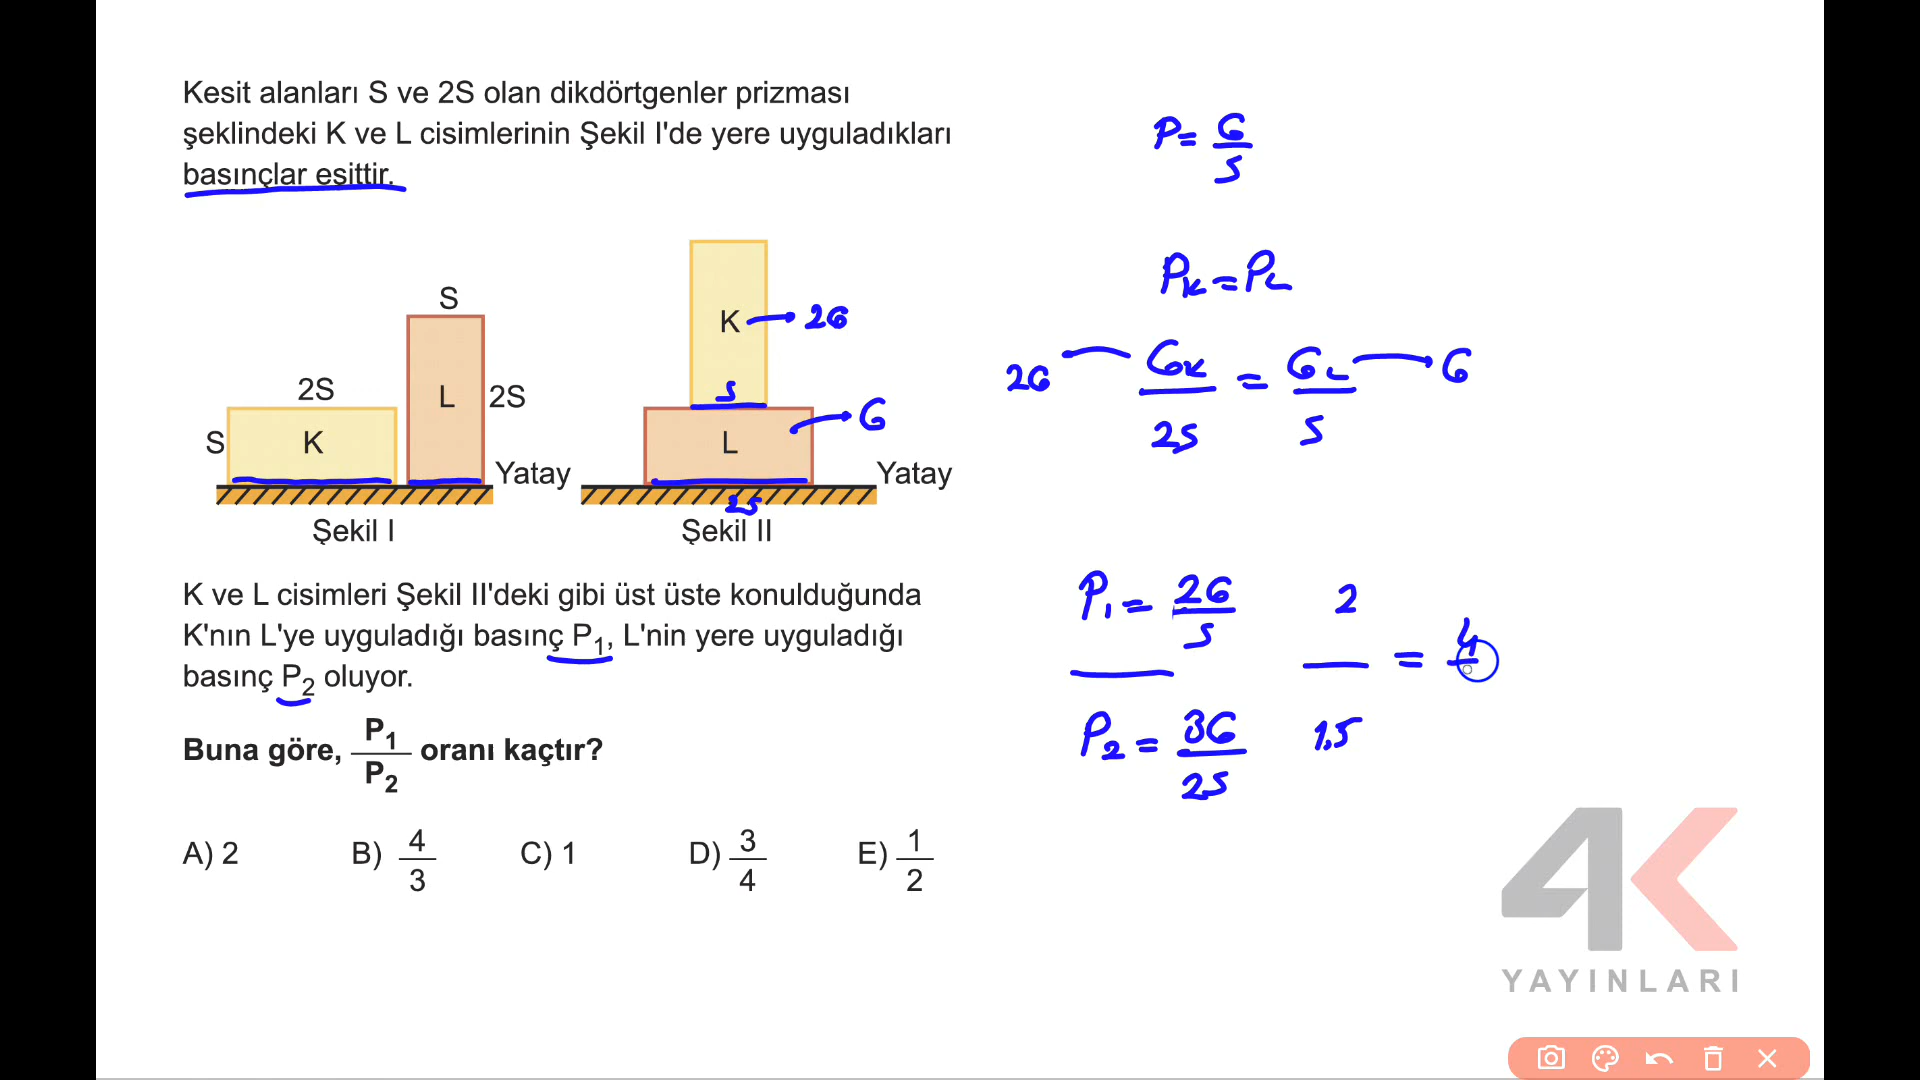 Kesit alanları S ve 2S olan dikdörtgenler prizması
şeklindeki K ve L cisimlerinin Şekil I'de yere uyguladıkları
basınçlar eşittir.
S
2S
S
K
L
2S
Yatay
Şekil I
K
2G
S
L
G
2S
Yatay
Şekil II
K ve L cisimleri Şekil II'deki gibi üst üste konulduğunda
K'nın L'ye uyguladığı basınç P1, L'nin yere uyguladığı
basınç P2 oluyor.
Buna göre, P1/P2 oranı kaçtır?
A) 2 B) 4/3 C) 1 D) 3/4 E) 1/2
P = G/S
PK = PL
2G GK/2S = GL/S G
P1 = 2G/S
P2 = 3G/2S
2/1,5 = 4
4K
YAYINLARI